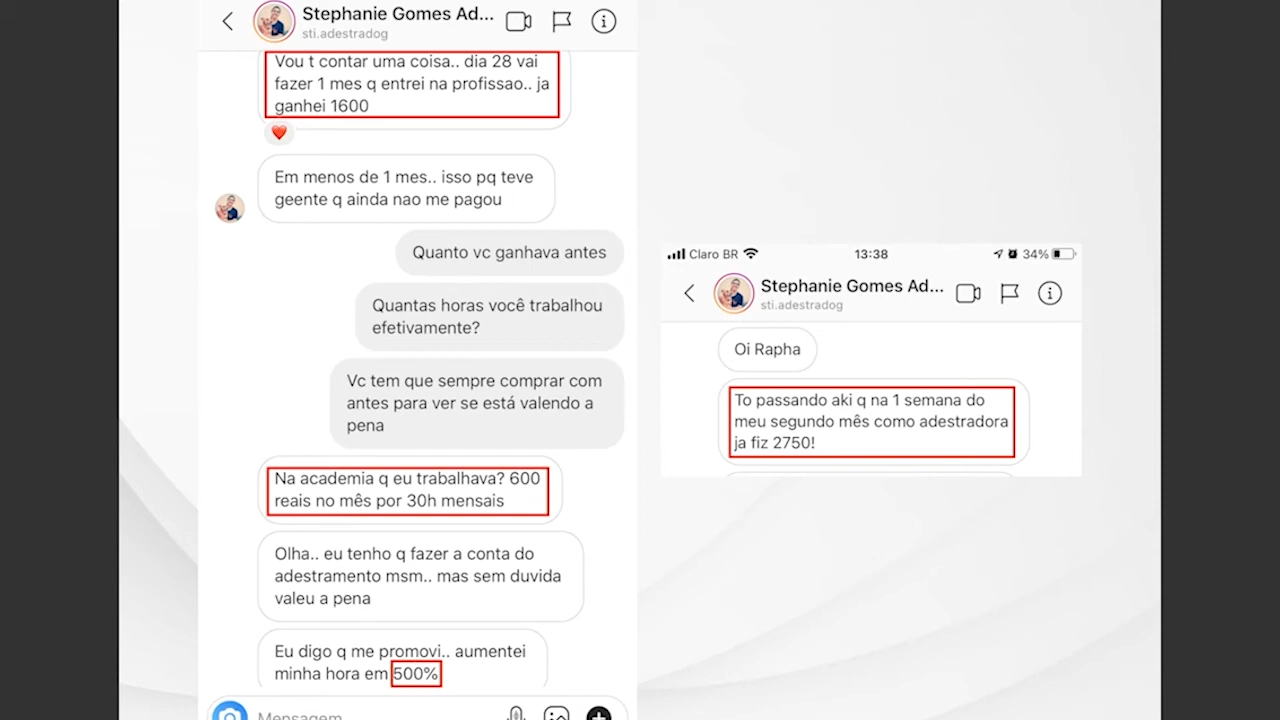 Stephanie Gomes Ad...
sti.adestradog
Vou t contar uma coisa.. dia 28 vai
fazer 1 mes q entrei na profissao.. ja
ganhei 1600
Em menos de 1 mes.. isso pq teve
geente q ainda nao me pagou
Quanto vc ganhava antes
Quantas horas você trabalhou
efetivamente?
Vc tem que sempre comprar com
antes para ver se está valendo a
pena
Na academia q eu trabalhava? 600
reais no mês por 30h mensais
Olha.. eu tenho q fazer a conta do
adestramento msm.. mas sem duvida
valeu a pena
Eu digo q me promovi.. aumentei
minha hora em 500%
Mensagem
Claro BR 13:38 34%
Stephanie Gomes Ad...
sti.adestradog
Oi Rapha
To passando aki q na 1 semana do
meu segundo mês como adestradora
ja fiz 2750!